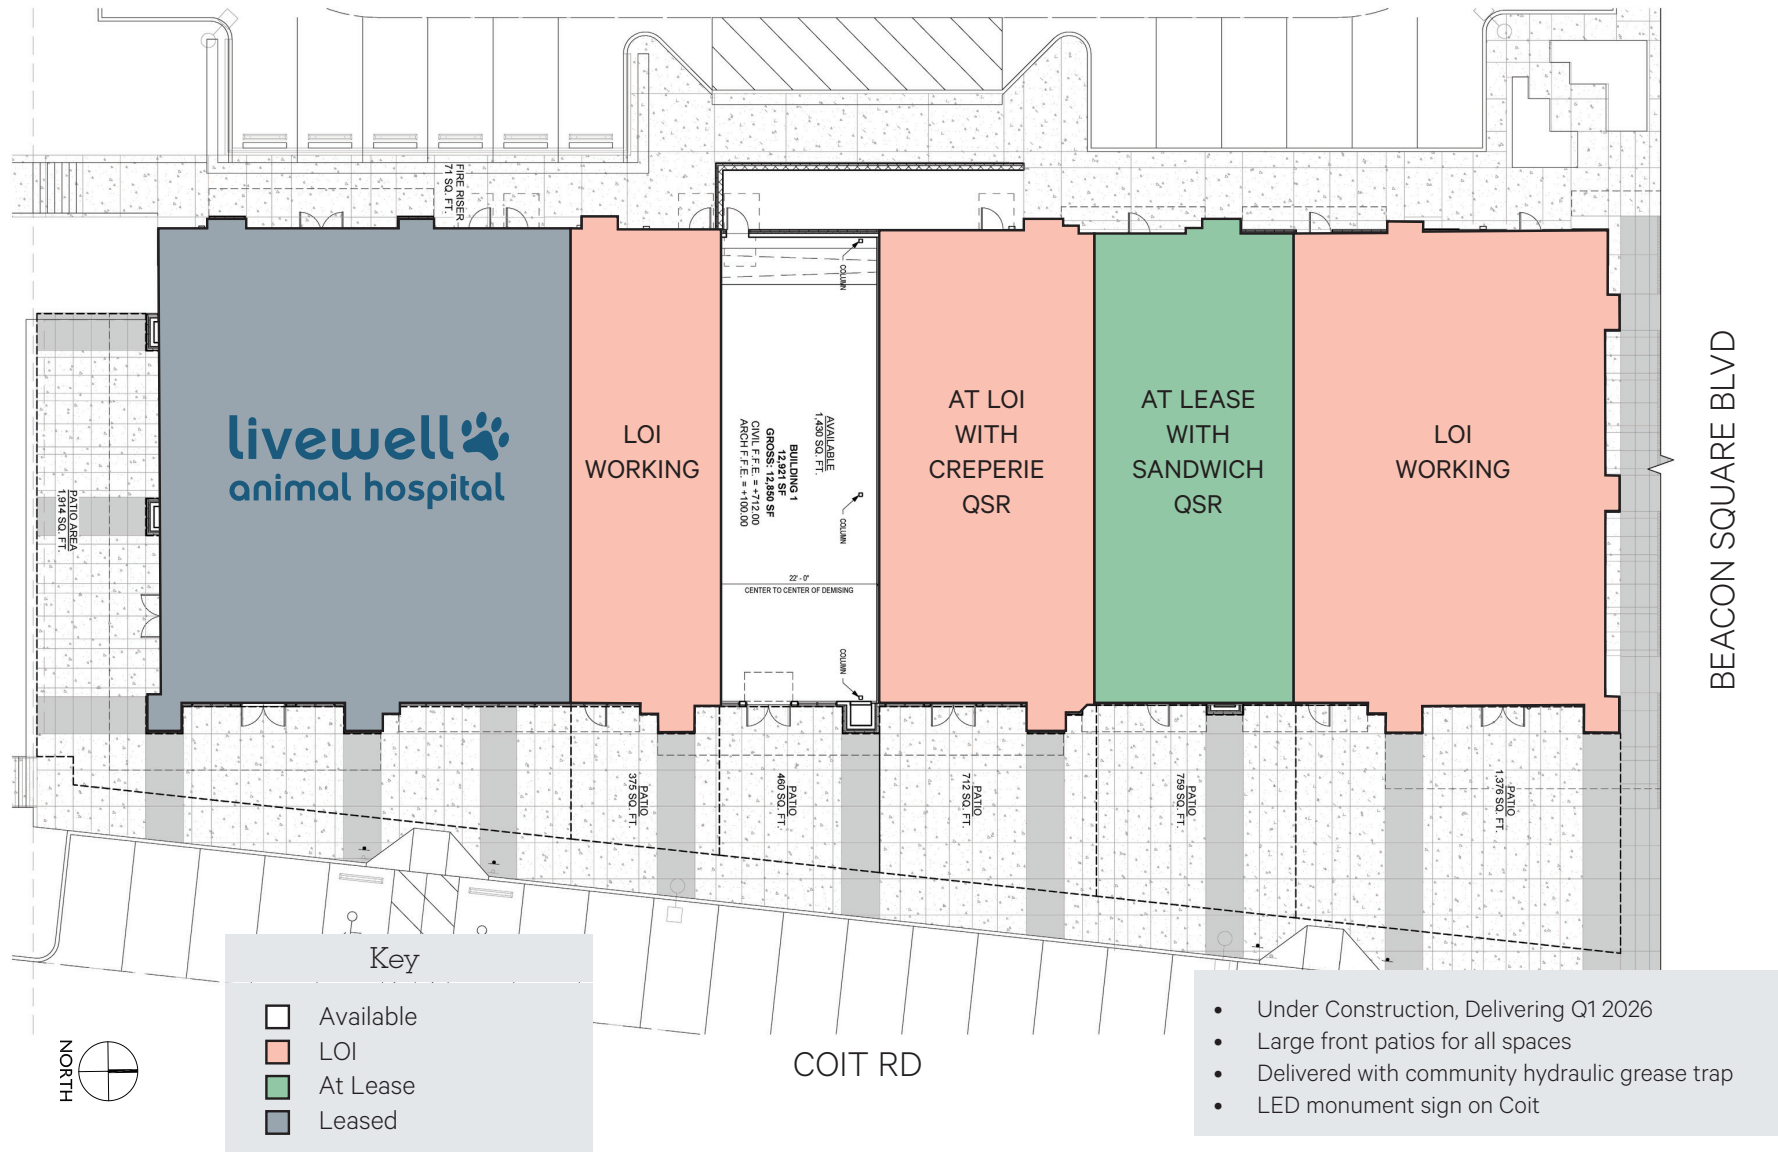 FIRE RISER
71 SQ. FT.
livewell
animal hospital
LOI
WORKING
COLUMN
AVAILABLE
1,430 SQ. FT.
BUILDING 1
12,921 SF
GROSS: 12,850 SF
CIVIL F.F.E. = +712.00
ARCH F.F.E. = +100.00
COLUMN
22' - 0"
CENTER TO CENTER OF DEMISING
COLUMN
AT LOI
WITH
CREPERIE
QSR
AT LEASE
WITH
SANDWICH
QSR
LOI
WORKING
BEACON SQUARE BLVD
PATIO AREA
1,914 SQ. FT.
PATIO
375 SQ. FT.
PATIO
460 SQ. FT.
PATIO
712 SQ. FT.
PATIO
759 SQ. FT.
PATIO
1,376 SQ. FT.
Key
Available
LOI
At Lease
Leased
NORTH
COIT RD
• Under Construction, Delivering Q1 2026
• Large front patios for all spaces
• Delivered with community hydraulic grease trap
• LED monument sign on Coit